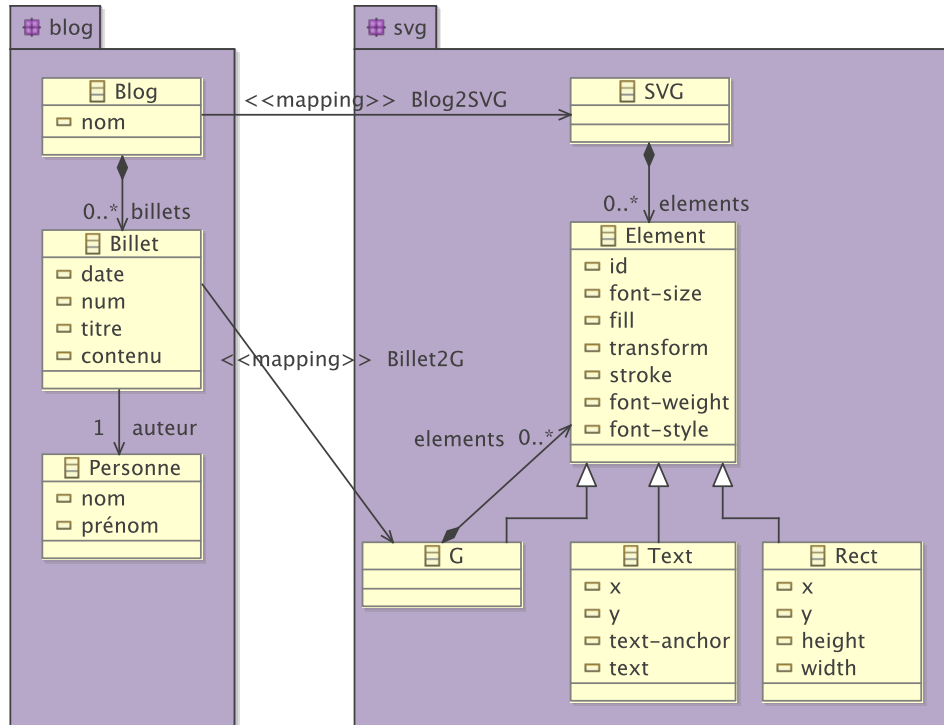 blog
svg
Blog
nom
<<mapping>> Blog2SVG
SVG
0..* billets
0..* elements
Billet
date
num
titre
contenu
Element
id
font-size
fill
transform
stroke
font-weight
font-style
<<mapping>> Billet2G
1 auteur
elements 0..*
Personne
nom
prénom
G
Text
x
y
text-anchor
text
Rect
x
y
height
width